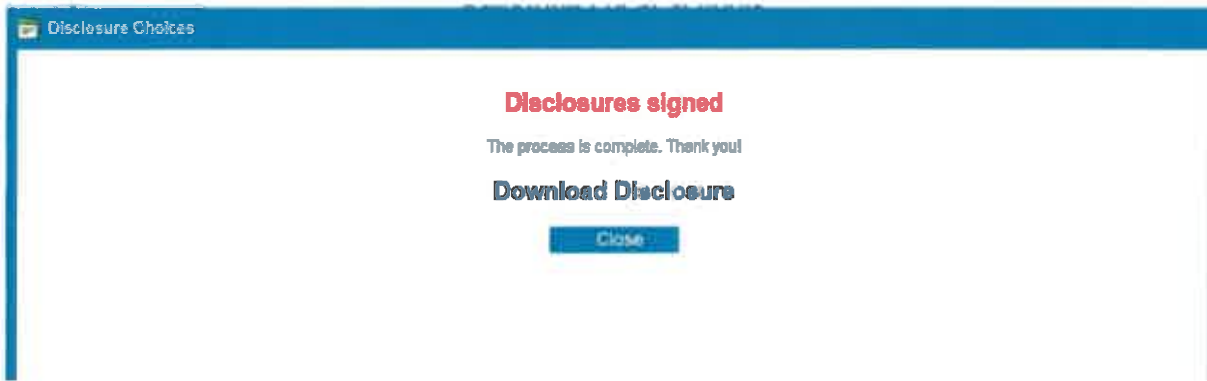 Disclosure Choices
Disclosures signed
The process is complete. Thank you!
Download Disclosure
Close